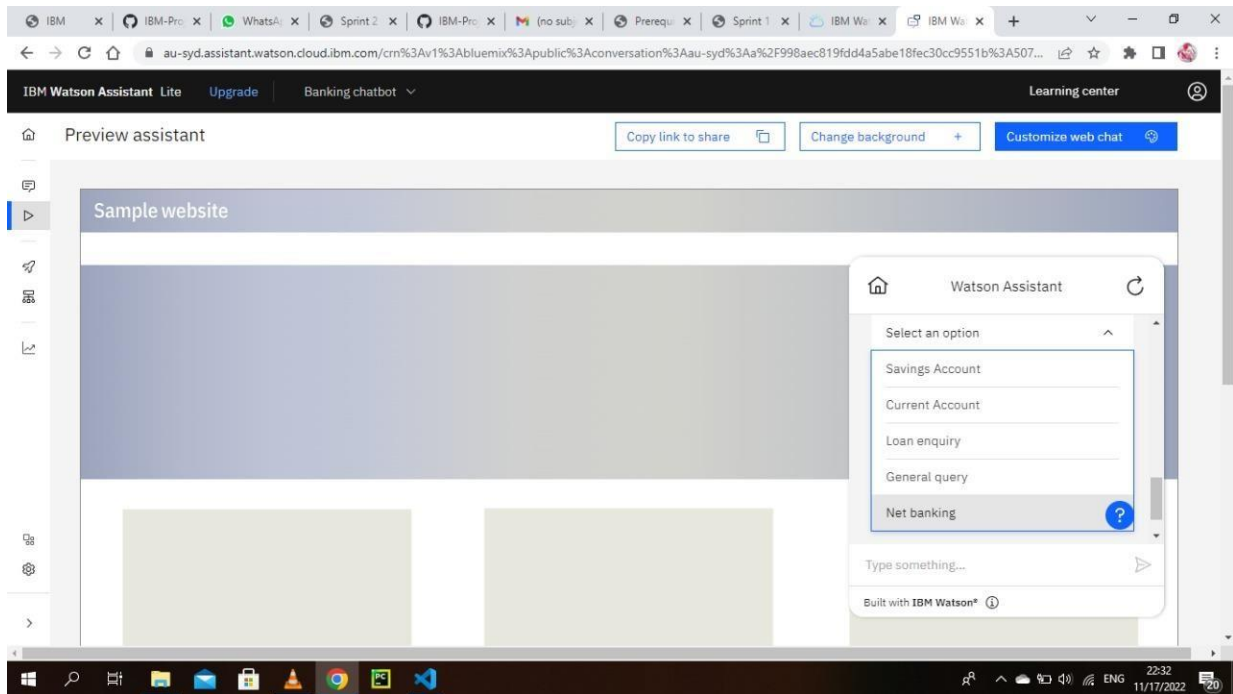 IBM
IBM-Pro
WhatsA
Sprint 2
IBM-Pro
(no subj
Prerequi
Sprint 1
IBM Wa
IBM Wa
au-syd.assistant.watson.cloud.ibm.com/crn%3Av1%3Abluemix%3Apublic%3Aconversation%3Aau-syd%3Aa%2F998aec819fdd4a5abe18fec30cc9551b%3A507...
IBM Watson Assistant Lite Upgrade Banking chatbot Learning center
Preview assistant Copy link to share Change background + Customize web chat
Sample website
Watson Assistant
Select an option
Savings Account
Current Account
Loan enquiry
General query
Net banking
?
Type something...
Built with IBM Watson®
ENG
22:32
11/17/2022
20